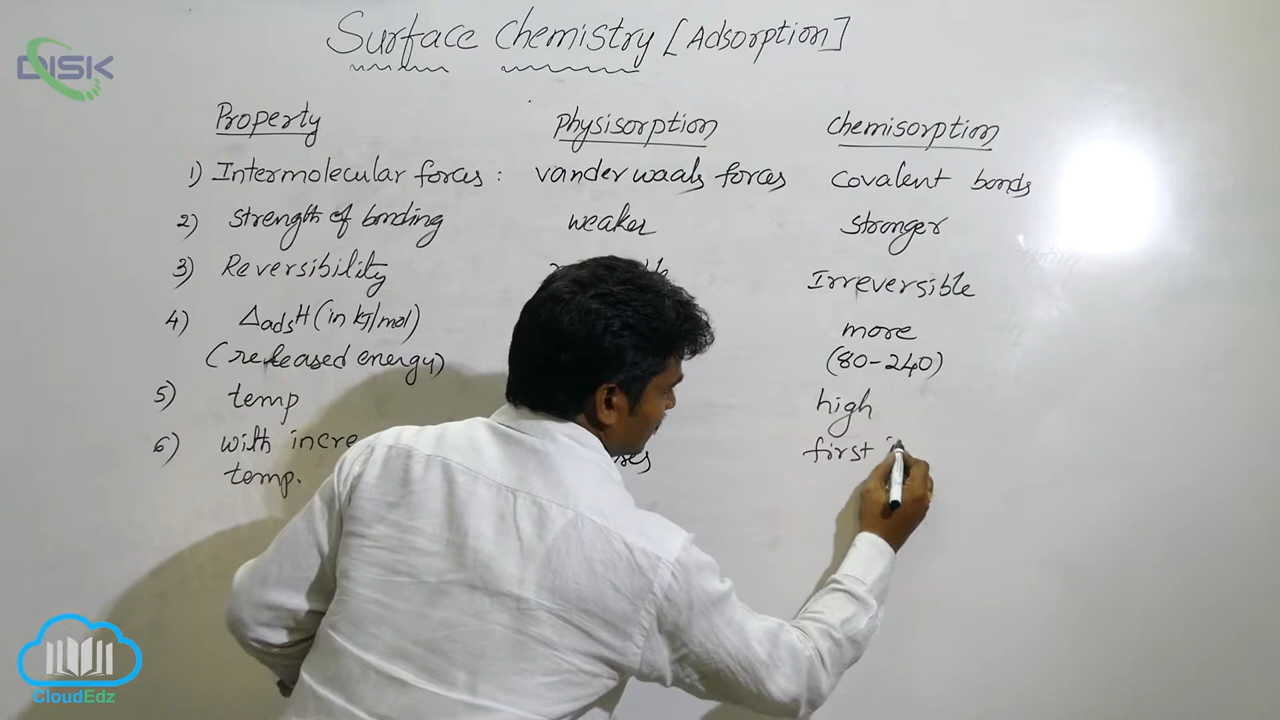 DISK
Surface Chemistry [Adsorption]
Property Physisorption Chemisorption
1) Intermolecular forces : vander waals forces covalent bonds
2) strength of bonding weaker stronger
3) Reversibility Irreversible
4) ΔadsH (in kJ/mol) more
(released energy) (80-240)
5) temp high
6) with first
temp.
CloudEdz